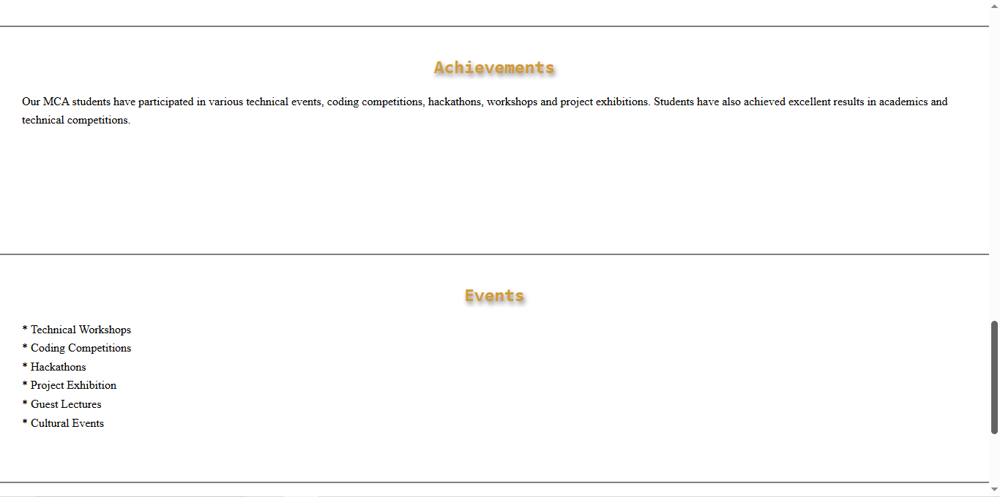 Achievements
Our MCA students have participated in various technical events, coding competitions, hackathons, workshops and project exhibitions. Students have also achieved excellent results in academics and
technical competitions.
Events
* Technical Workshops
* Coding Competitions
* Hackathons
* Project Exhibition
* Guest Lectures
* Cultural Events